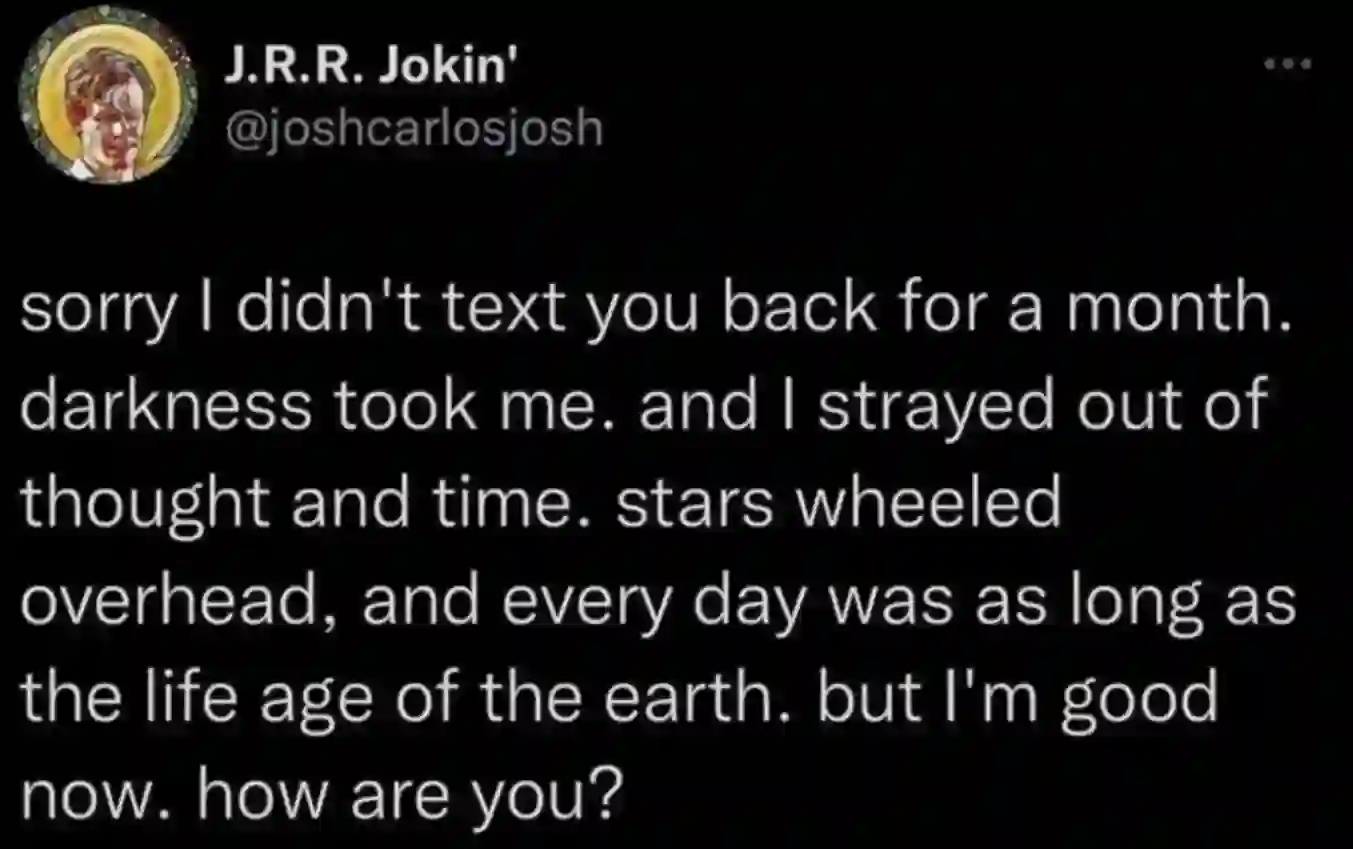 J.R.R. Jokin'
@joshcarlosjosh
sorry I didn't text you back for a month.
darkness took me. and I strayed out of
thought and time. stars wheeled
overhead, and every day was as long as
the life age of the earth. but I'm good
now. how are you?